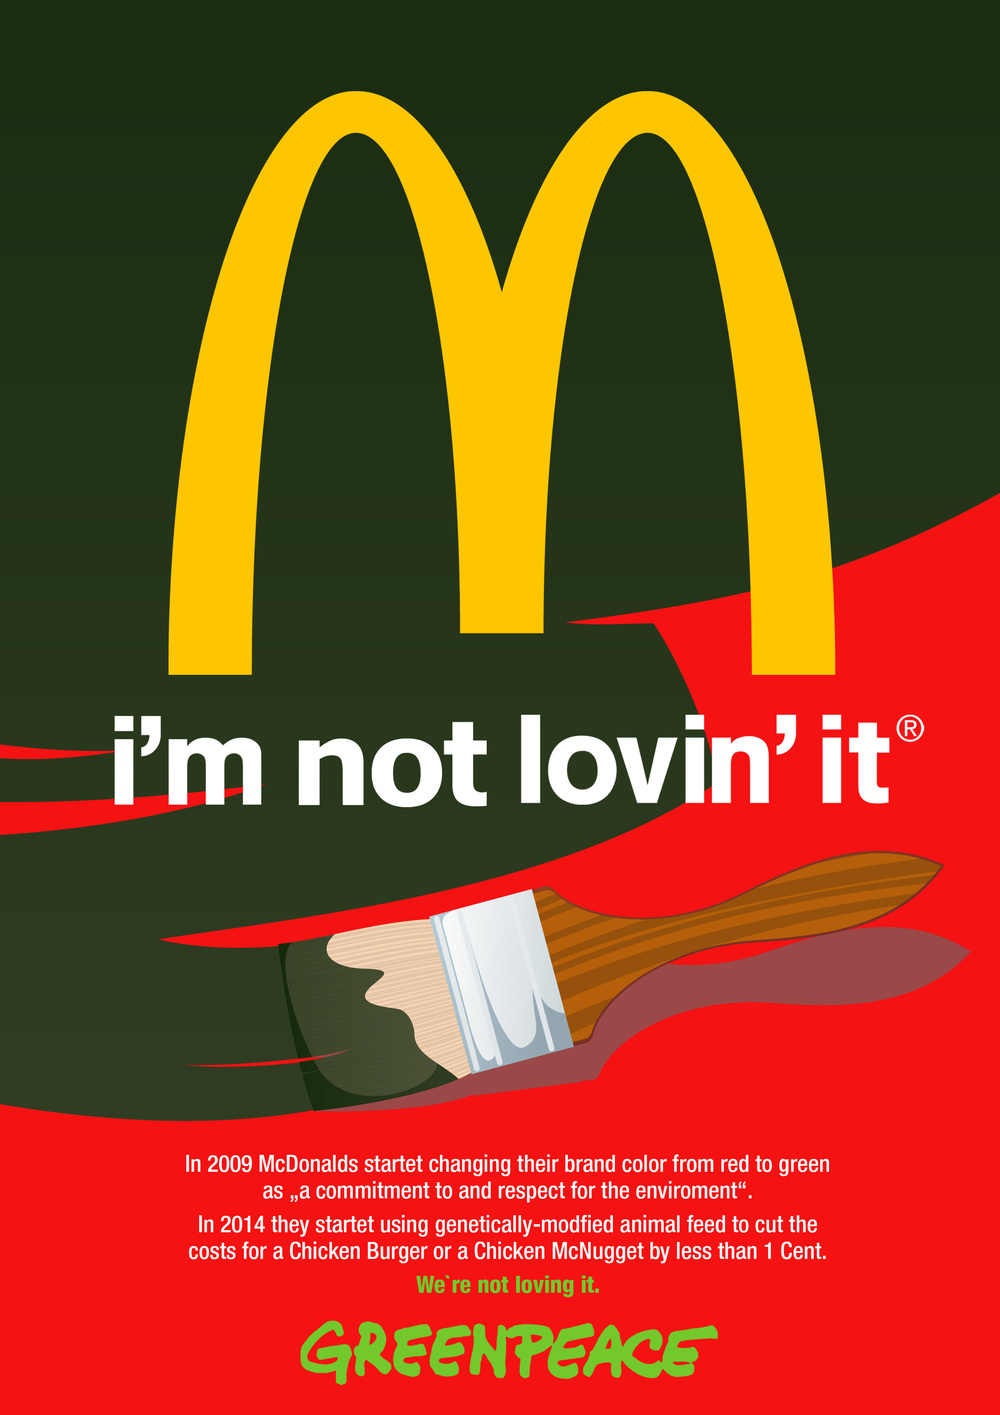 i’m not lovin’ it®
In 2009 McDonalds startet changing their brand color from red to green
as „a commitment to and respect for the enviroment“.
In 2014 they startet using genetically-modfied animal feed to cut the
costs for a Chicken Burger or a Chicken McNugget by less than 1 Cent.
We`re not loving it.
GREENPEACE